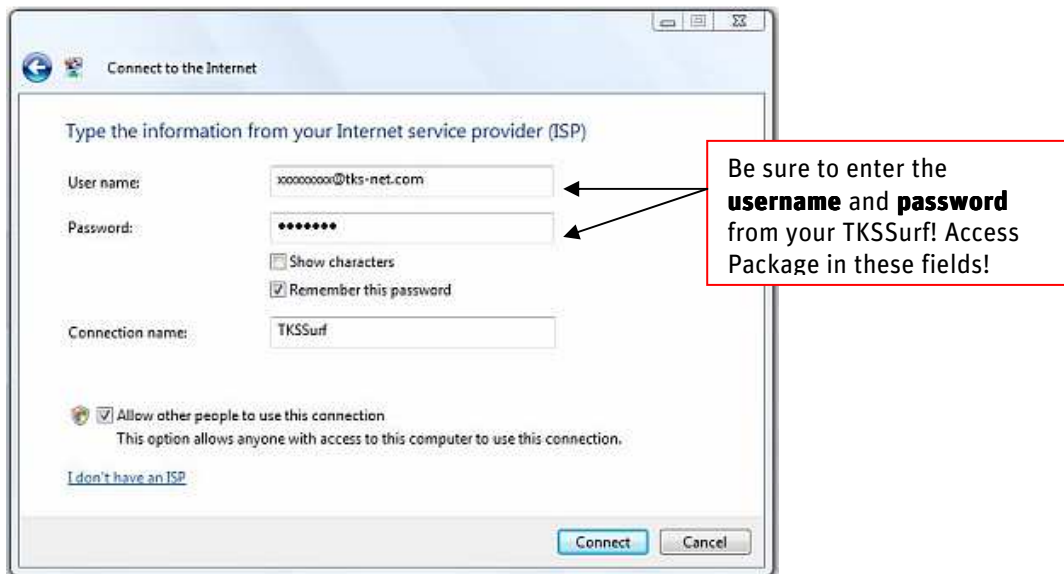 Connect to the Internet
Type the information from your Internet service provider (ISP)
User name:
xxxxxxxxx@tks-net.com
Password:
•••••••
Show characters
Remember this password
Connection name:
TKSSurf
Allow other people to use this connection
This option allows anyone with access to this computer to use this connection.
I don't have an ISP
Connect
Cancel
Be sure to enter the
username and password
from your TKSSurf! Access
Package in these fields!